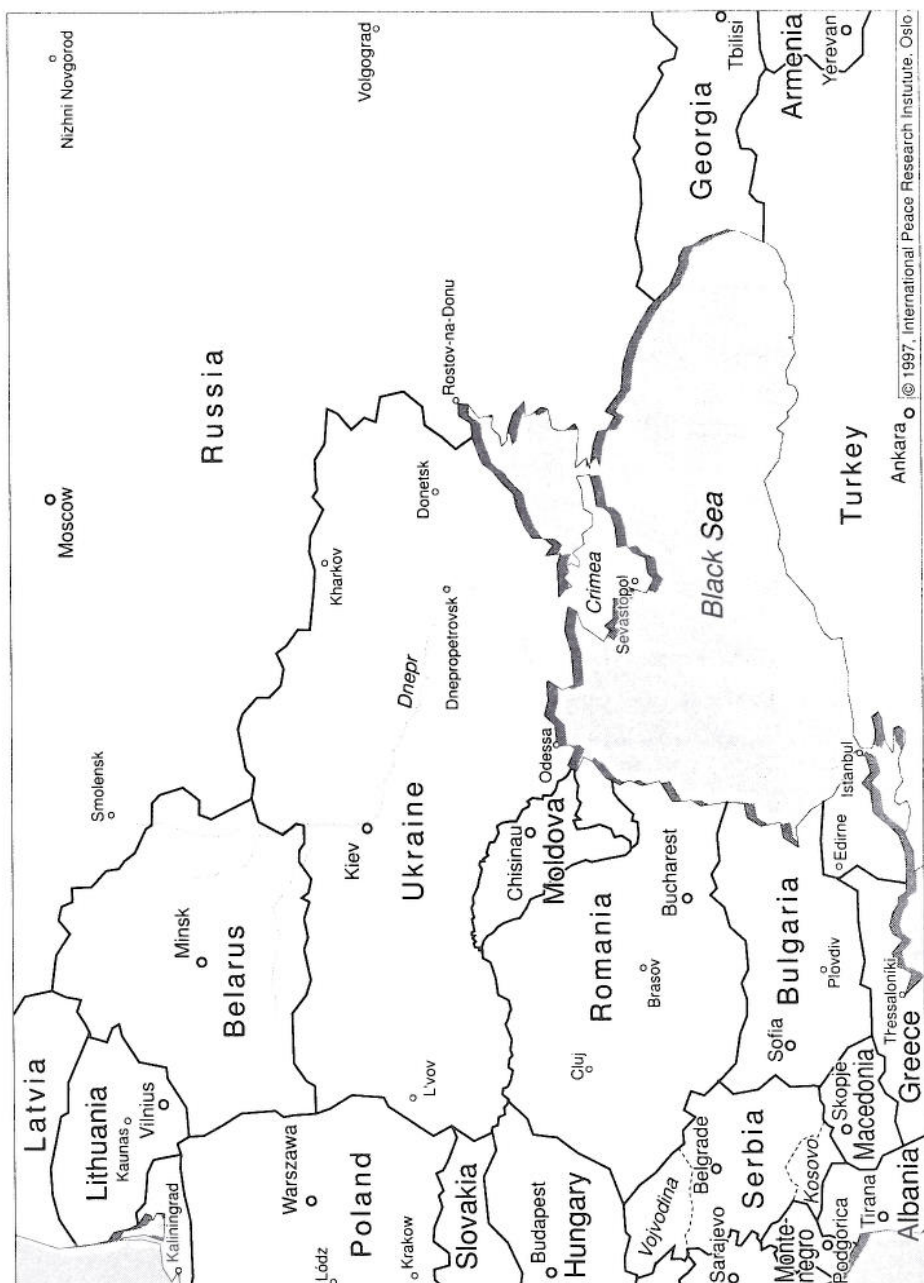 Nizhni Novgorod
Moscow
Volgograd
Russia
Smolensk
Latvia
Lithuania
Kaunas
Vilnius
Kaliningrad
Minsk
Belarus
Kharkov
Rostov-na-Donu
Donetsk
Dnepropetrovsk
Dnepr
Kiev
Ukraine
L'vov
Warszawa
Poland
Łódź
Krakow
Slovakia
Budapest
Hungary
Chisinau
Moldova
Odessa
Crimea
Sevastopol
Black Sea
Georgia
Tbilisi
Armenia
Yerevan
Romania
Cluj
Brasov
Bucharest
Vojvodina
Belgrade
Sarajevo
Serbia
Monte-
negro
Kosovo
Podgorica
Sofia
Bulgaria
Plovdiv
Edirne
Istanbul
Skopje
Macedonia
Tirana
Albania
Greece
Thessaloniki
Turkey
Ankara
© 1997, International Peace Research Instutute, Oslo